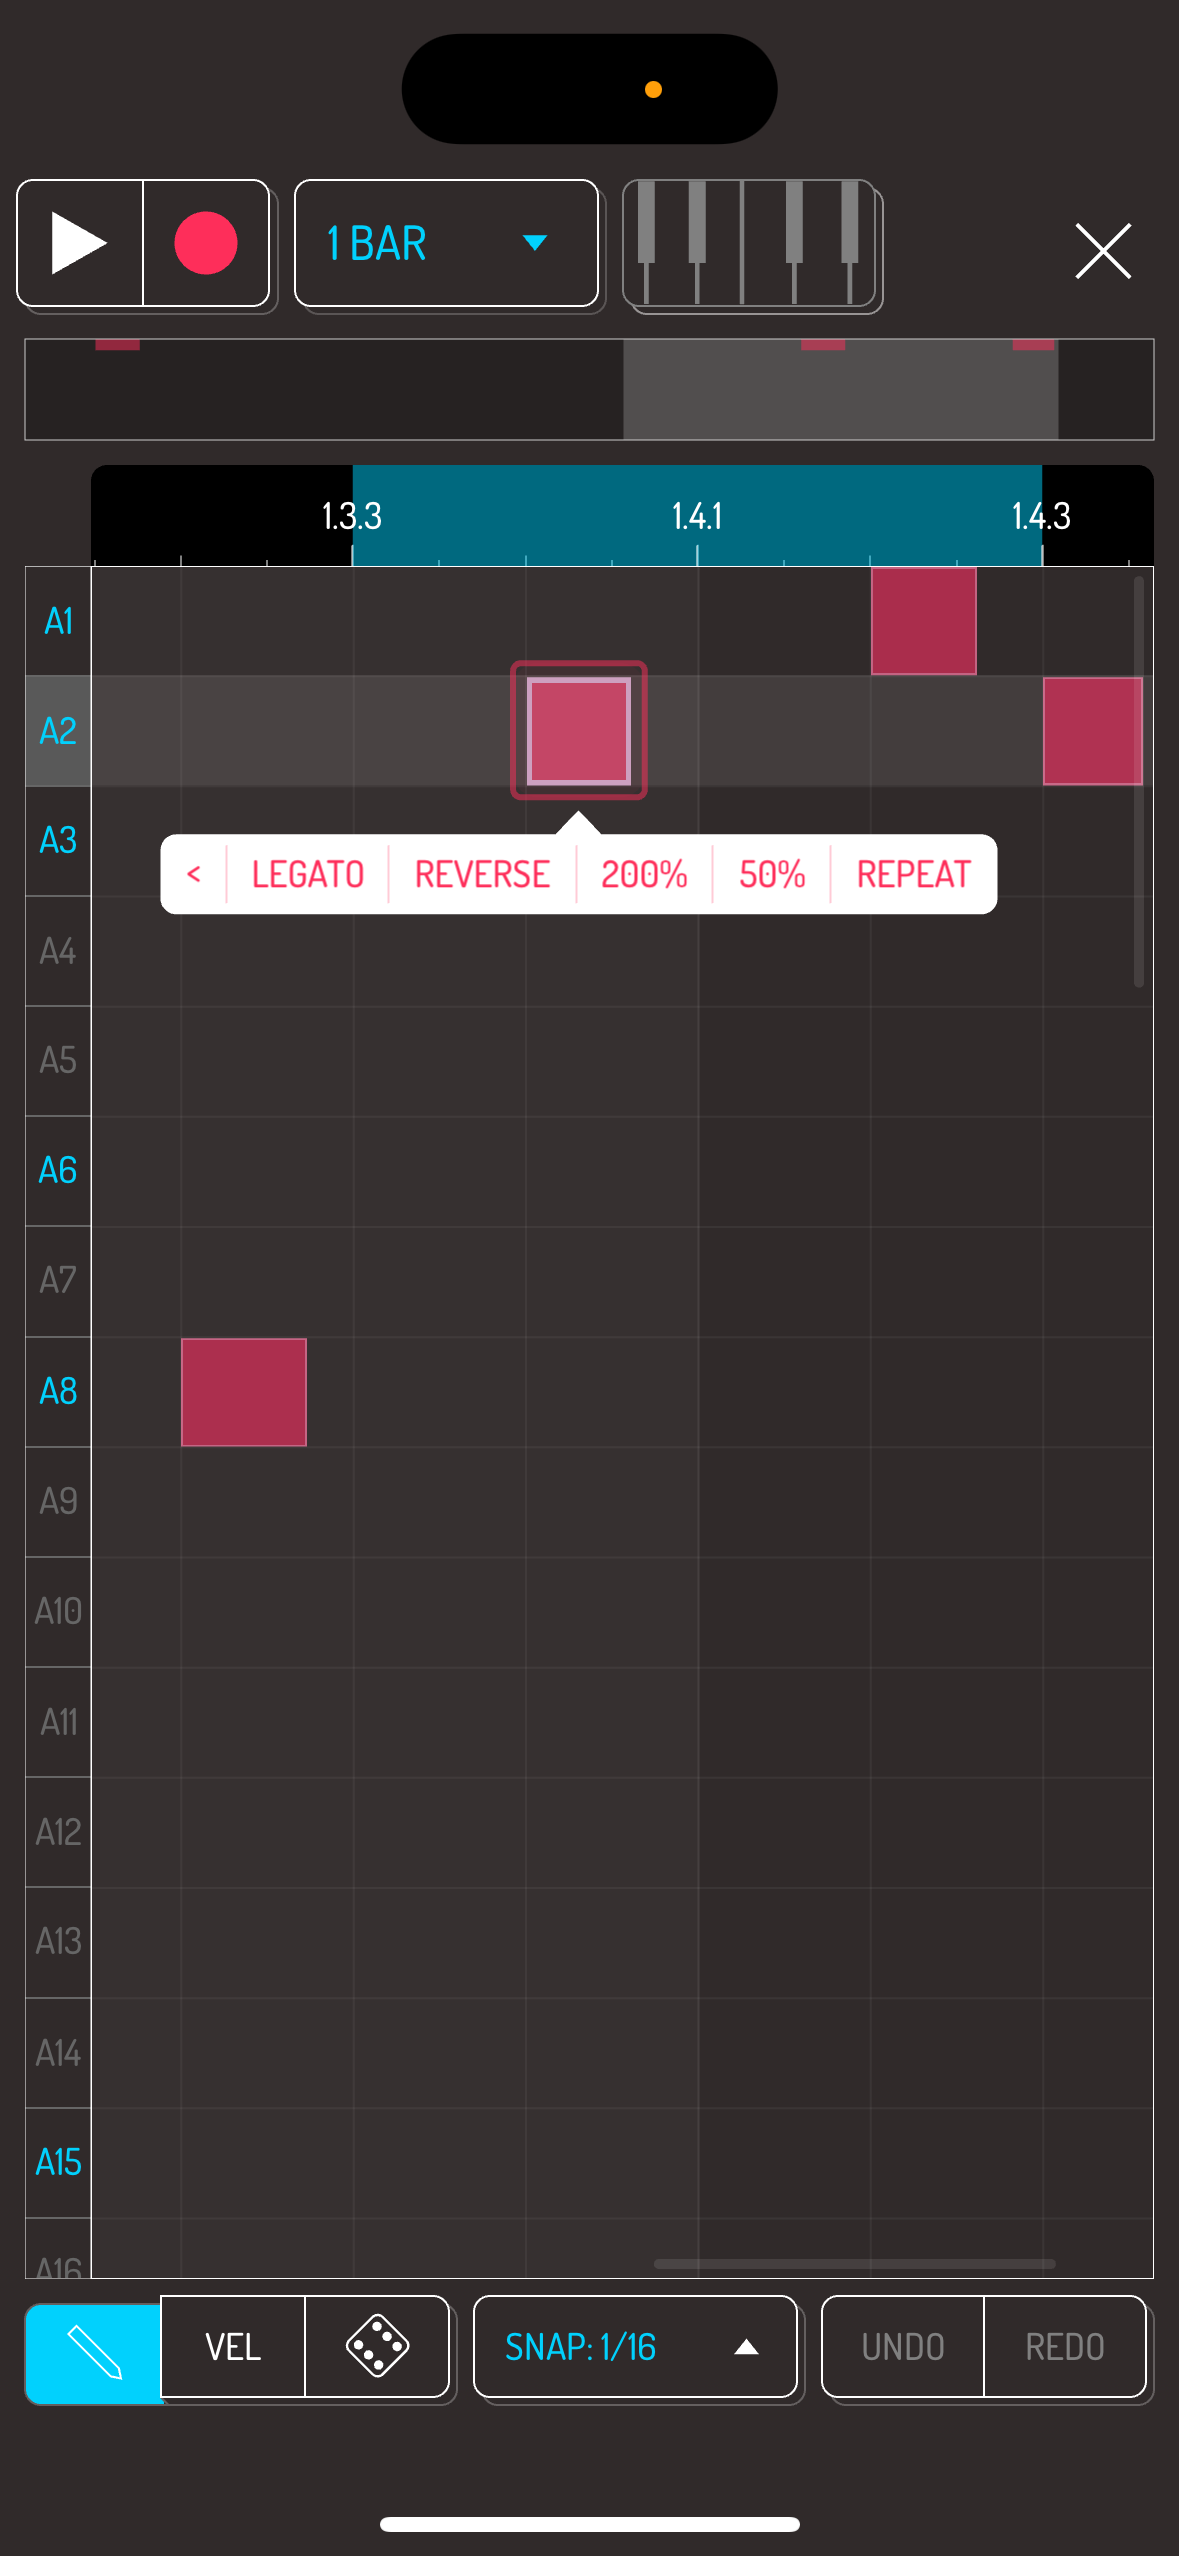 1 BAR
1.3.3 1.4.1 1.4.3
A1
A2
A3
< LEGATO REVERSE 200% 50% REPEAT
A4
A5
A6
A7
A8
A9
A10
A11
A12
A13
A14
A15
A16
VEL SNAP: 1/16 UNDO REDO